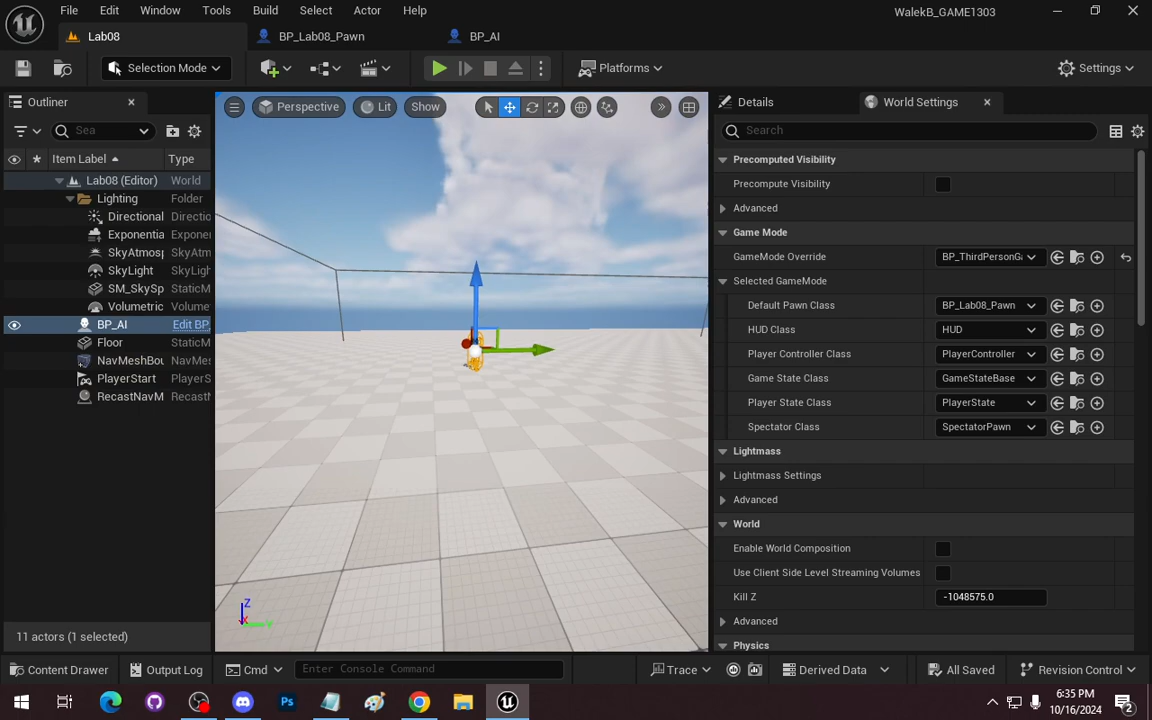 File Edit Window Tools Build Select Actor Help
WalekB_GAME1303
Lab08
BP_Lab08_Pawn
BP_AI
Selection Mode
Platforms
Settings
Outliner
Sea
Item Label
Type
Lab08 (Editor) World
Lighting Folder
Directional Directio
Exponentia Exponen
SkyAtmosp SkyAtm
SkyLight SkyLigh
SM_SkySp StaticM
Volumetric Volume
BP_AI Edit BP
Floor StaticM
NavMeshBou NavMes
PlayerStart PlayerS
RecastNavM RecastN
11 actors (1 selected)
Perspective
Lit
Show
Z
Details
World Settings
Search
Precomputed Visibility
Precompute Visibility
Advanced
Game Mode
GameMode Override BP_ThirdPersonGa
Selected GameMode
Default Pawn Class BP_Lab08_Pawn
HUD Class HUD
Player Controller Class PlayerController
Game State Class GameStateBase
Player State Class PlayerState
Spectator Class SpectatorPawn
Lightmass
Lightmass Settings
Advanced
World
Enable World Composition
Use Client Side Level Streaming Volumes
Kill Z -1048575.0
Advanced
Physics
Content Drawer
Output Log
Cmd
Enter Console Command
Trace
Derived Data
All Saved
Revision Control
Ps
6:35 PM
10/16/2024
2